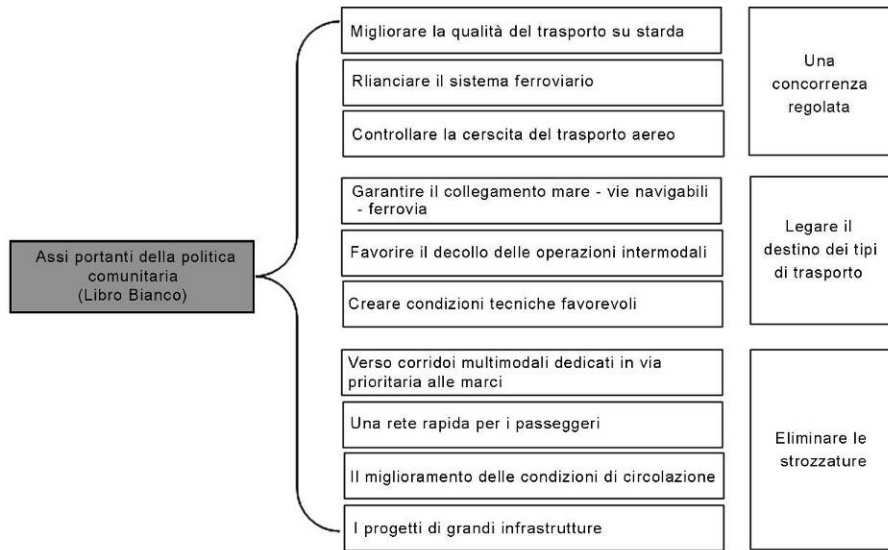 Assi portanti della politica
comunitaria
(Libro Bianco)
Migliorare la qualità del trasporto su starda
Rlianciare il sistema ferroviario
Controllare la cerscita del trasporto aereo
Una
concorrenza
regolata
Garantire il collegamento mare - vie navigabili
- ferrovia
Favorire il decollo delle operazioni intermodali
Creare condizioni tecniche favorevoli
Legare il
destino dei tipi
di trasporto
Verso corridoi multimodali dedicati in via
prioritaria alle marci
Una rete rapida per i passeggeri
Il miglioramento delle condizioni di circolazione
I progetti di grandi infrastrutture
Eliminare le
strozzature